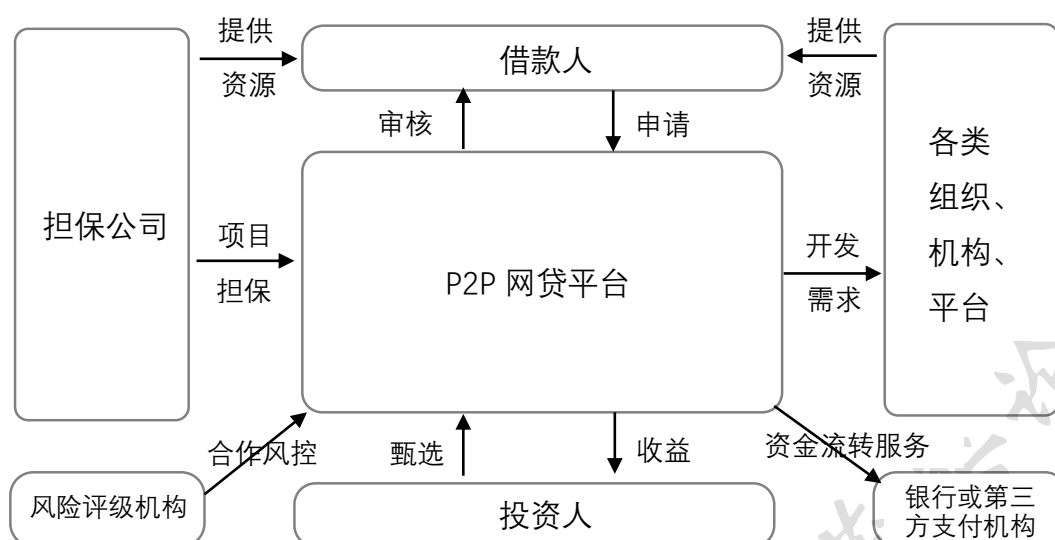 提供
资源
借款人
提供
资源
审核
申请
担保公司
项目
担保
P2P 网贷平台
开发
需求
各类
组织、
机构、
平台
合作风控
甄选
收益
资金流转服务
风险评级机构
投资人
银行或第三
方支付机构